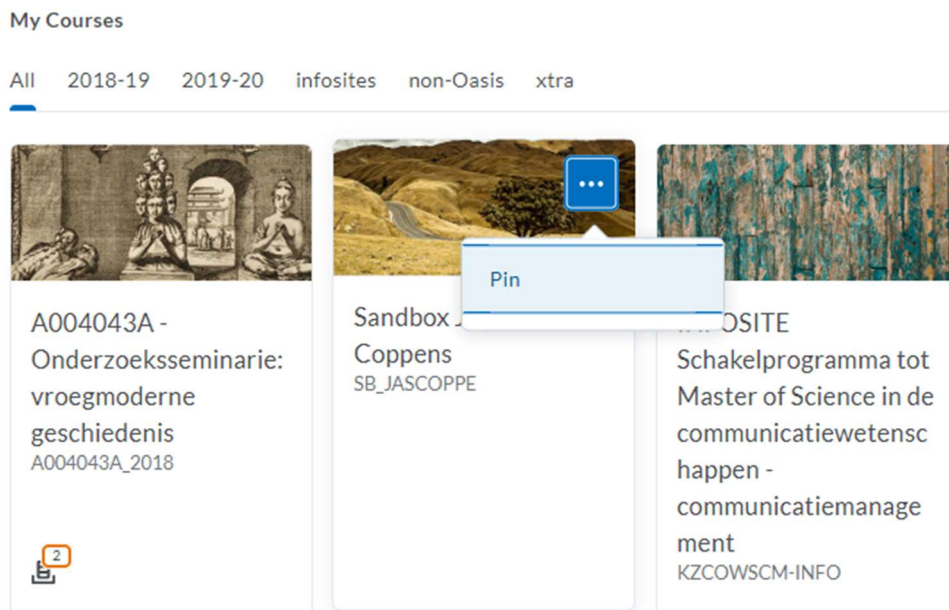 My Courses
All 2018-19 2019-20 infosites non-Oasis xtra
Pin
A004043A -
Onderzoeksseminarie:
vroegmoderne
geschiedenis
A004043A_2018
2
Sandbox
Coppens
SB_JASCOPPE
Schakelprogramma tot
Master of Science in de
communicatiewetensc
happen -
communicatiemanage
ment
KZCOWSCM-INFO